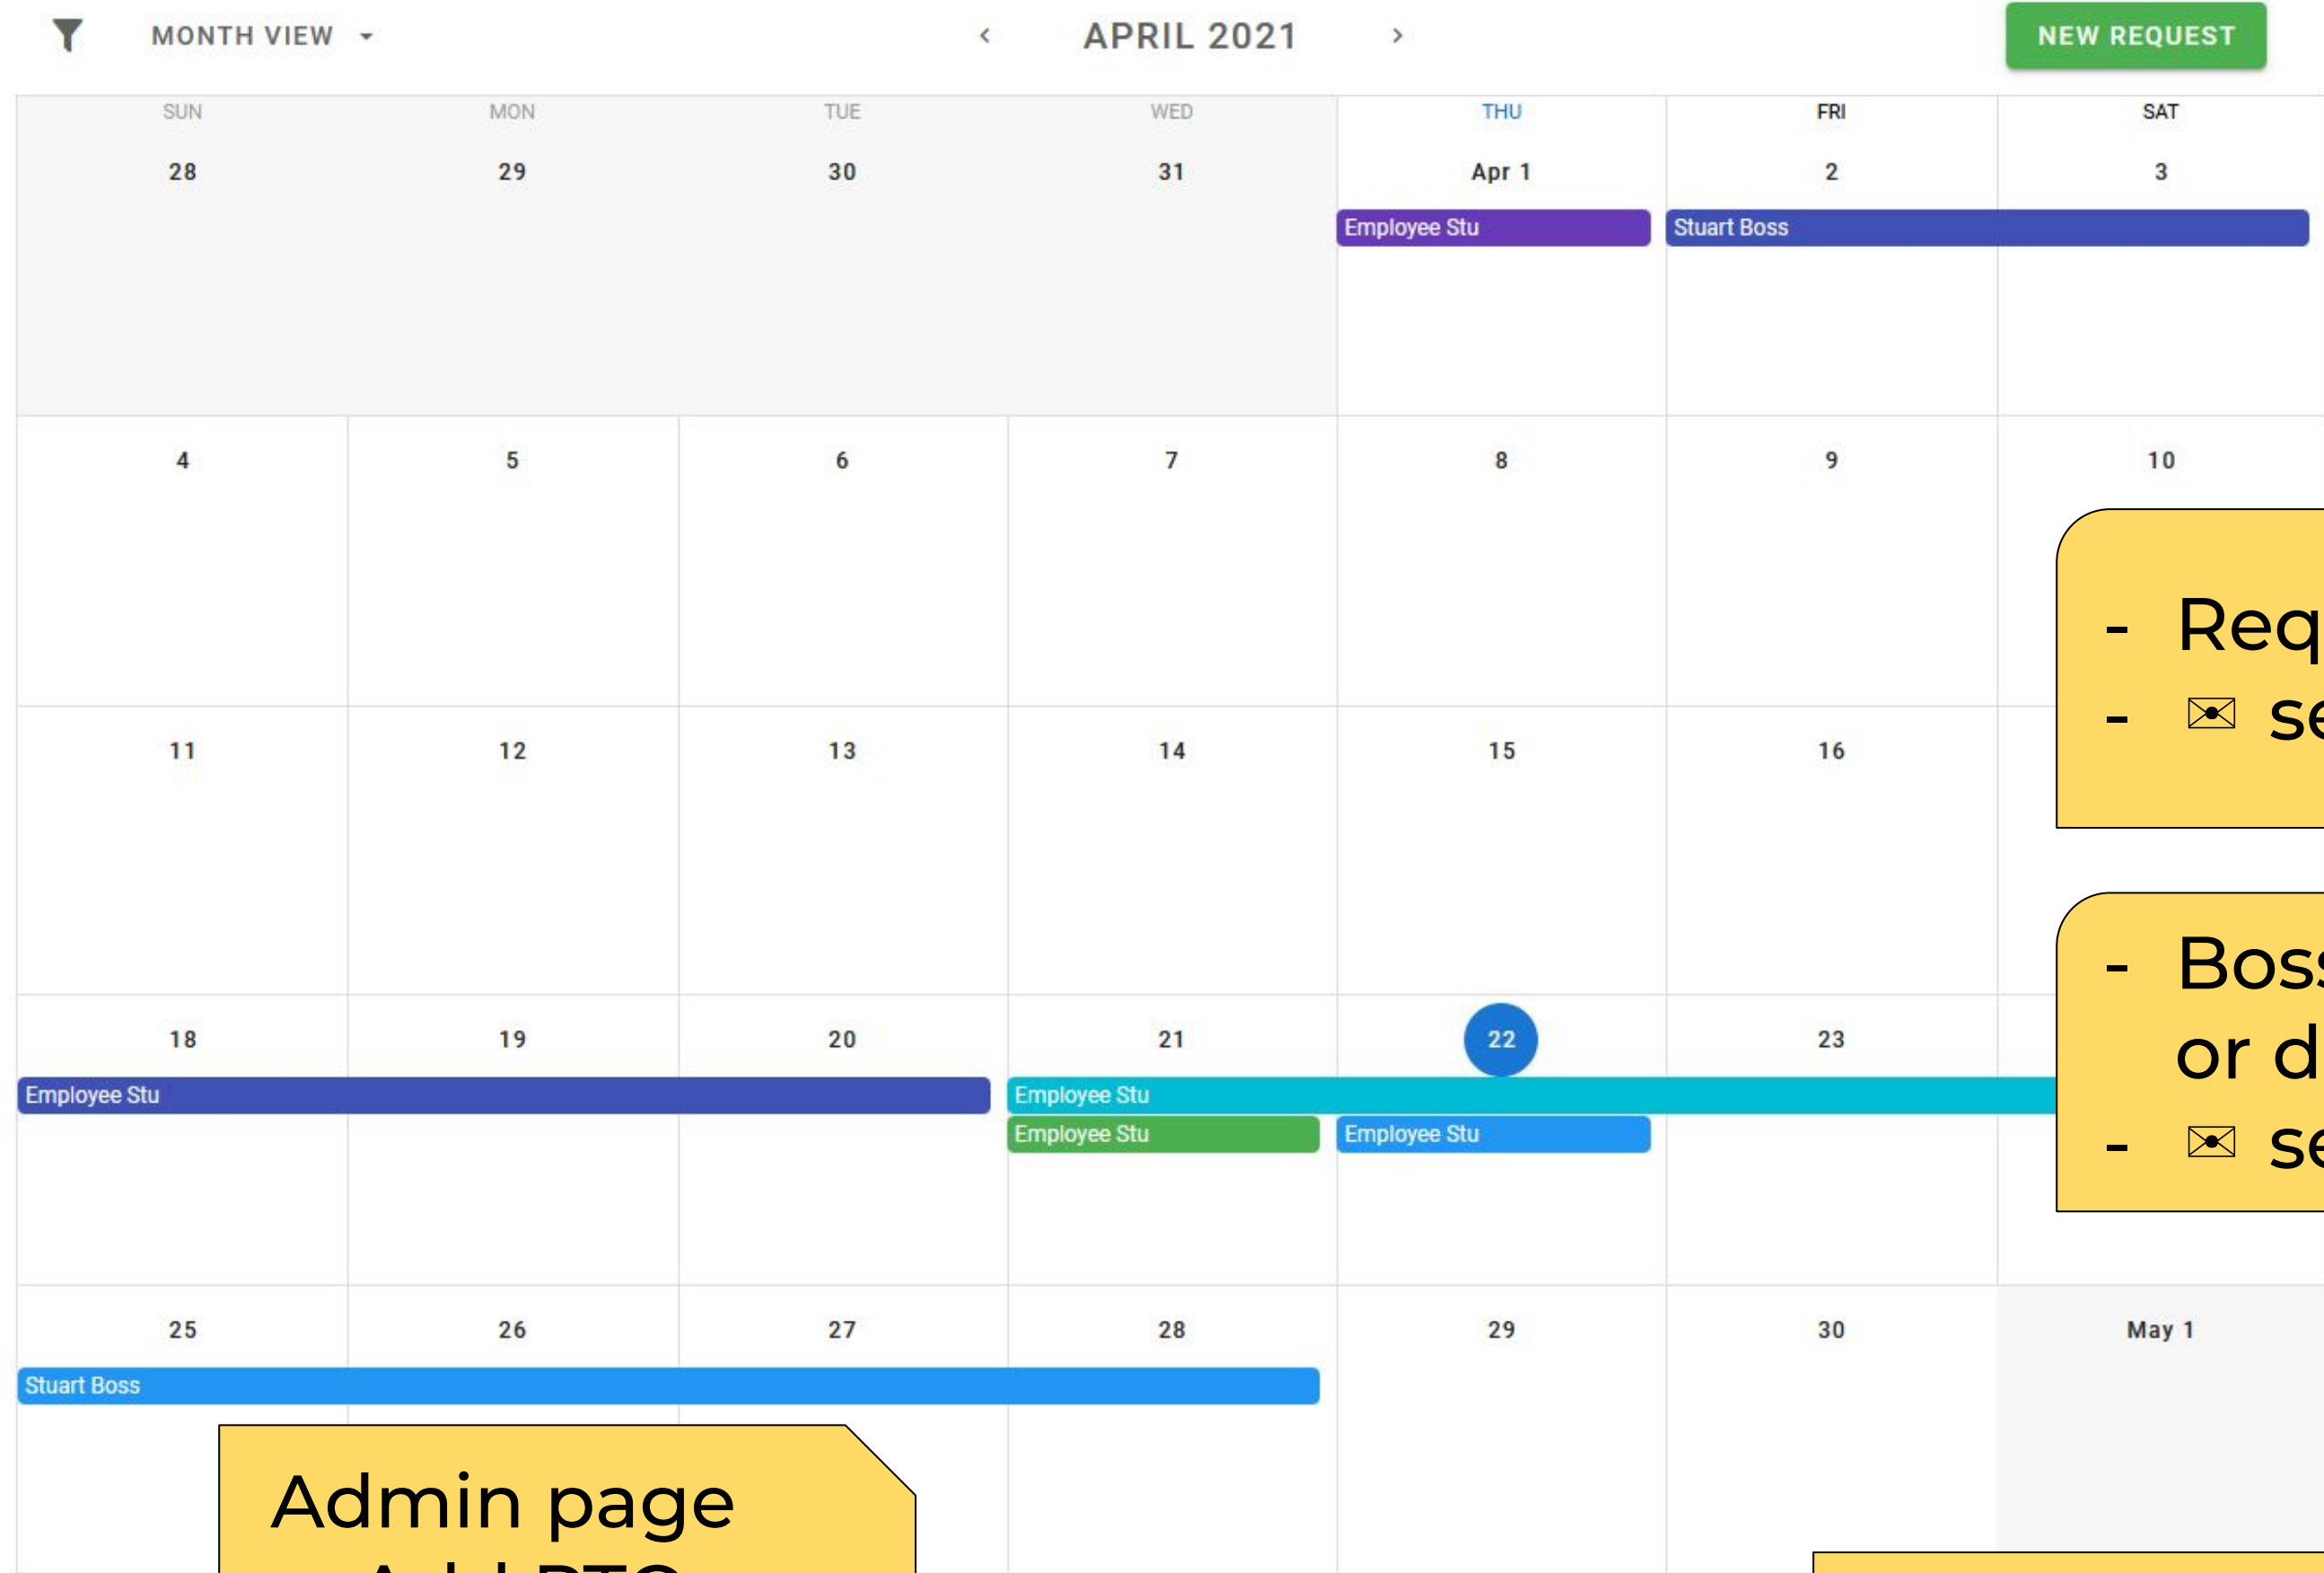 MONTH VIEW
APRIL 2021
NEW REQUEST
SUN MON TUE WED THU FRI SAT
28 29 30 31 Apr 1 2 3
Employee Stu Stuart Boss
4 5 6 7 8 9 10
- Req
- ✉ se
11 12 13 14 15 16
- Boss
or d
- ✉ se
18 19 20 21 22 23
Employee Stu Employee Stu
Employee Stu Employee Stu
25 26 27 28 29 30 May 1
Stuart Boss
Admin page
Add PTO